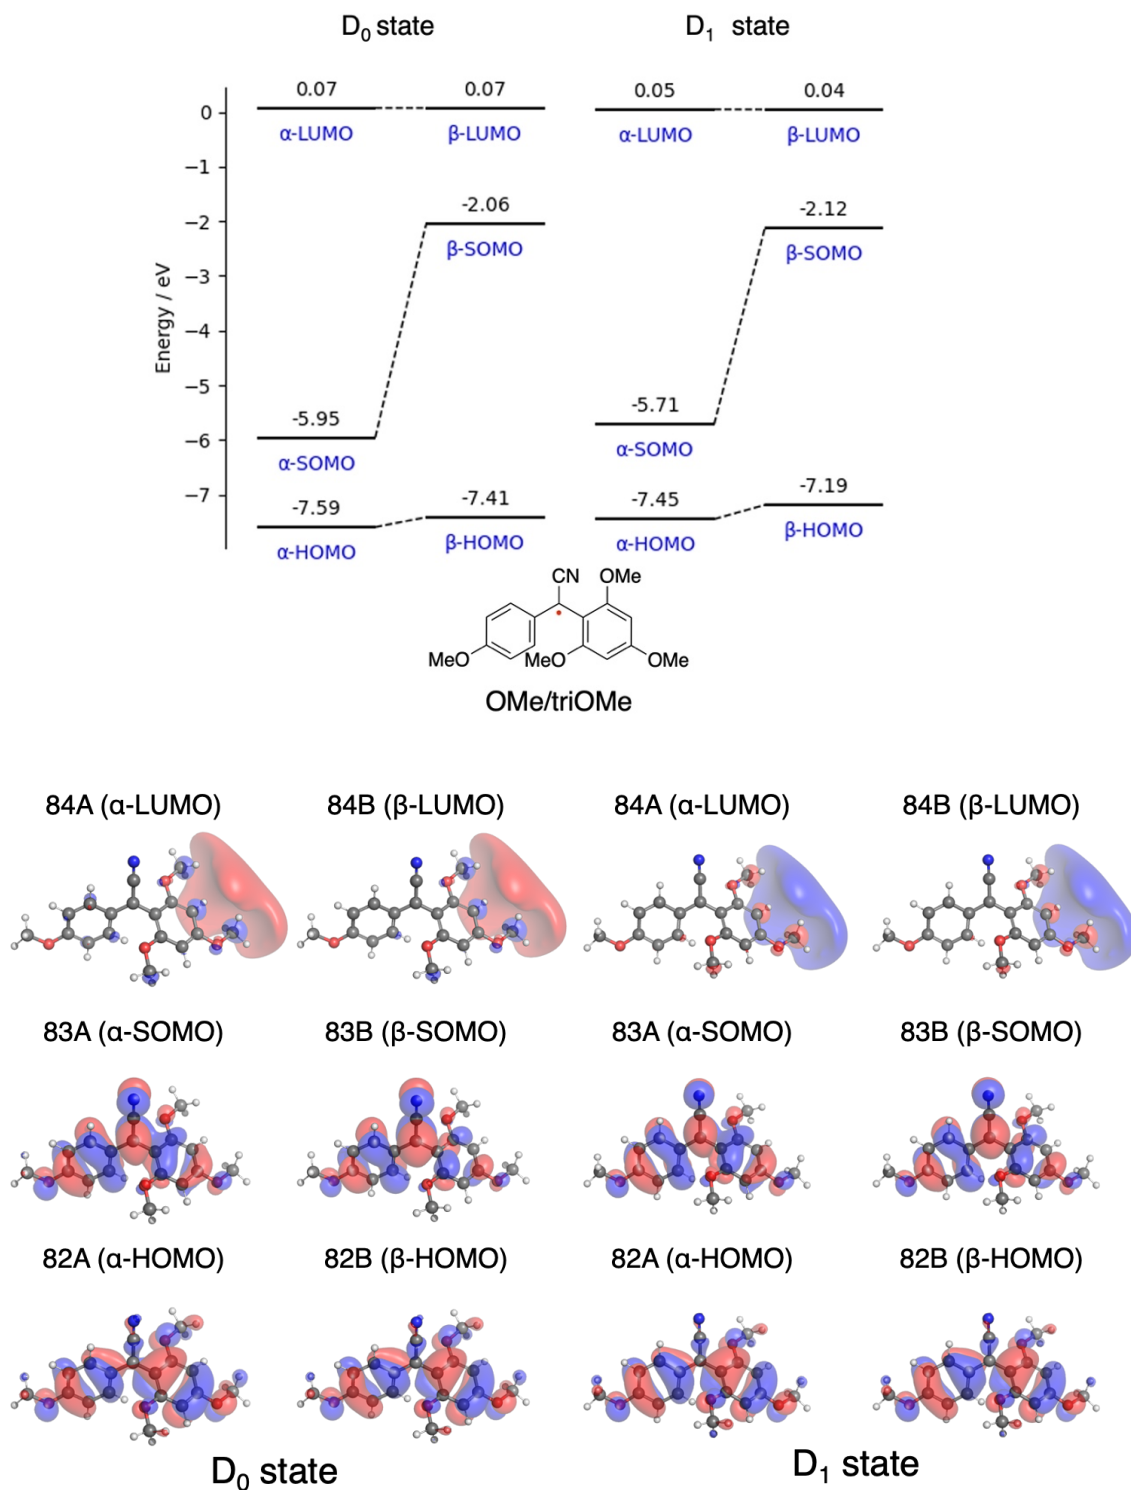 D₀ state D₁ state
0.07 0.07 0.05 0.04
0
α-LUMO β-LUMO α-LUMO β-LUMO
−1
-2.06 -2.12
−2
β-SOMO β-SOMO
−3
Energy / eV
−4
−5
-5.95 -5.71
−6
α-SOMO α-SOMO
-7.59 -7.41 -7.45 -7.19
−7
α-HOMO β-HOMO α-HOMO β-HOMO
CN OMe
MeO MeO OMe
OMe/triOMe
84A (α-LUMO) 84B (β-LUMO) 84A (α-LUMO) 84B (β-LUMO)
83A (α-SOMO) 83B (β-SOMO) 83A (α-SOMO) 83B (β-SOMO)
82A (α-HOMO) 82B (β-HOMO) 82A (α-HOMO) 82B (β-HOMO)
D₀ state D₁ state